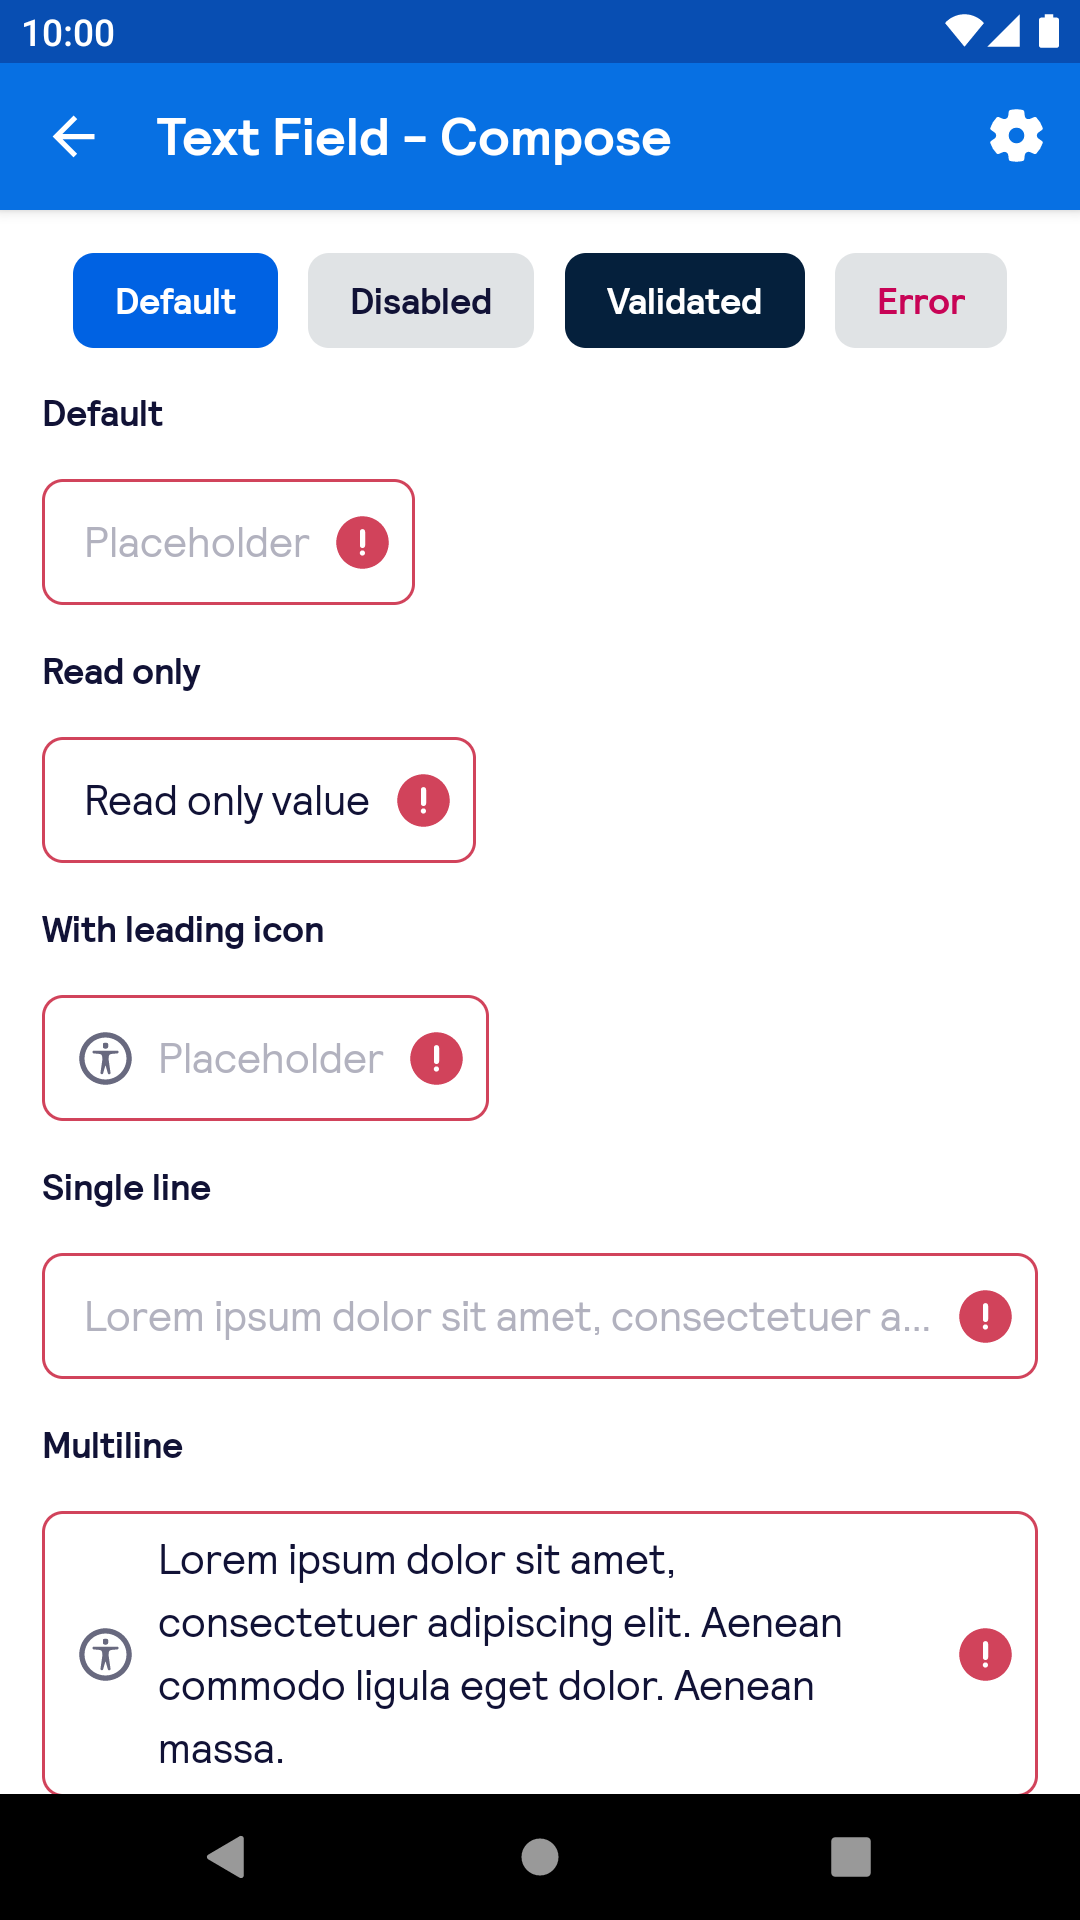 10:00
Text Field - Compose
Default Disabled Validated Error
Default
Placeholder
Read only
Read only value
With leading icon
Placeholder
Single line
Lorem ipsum dolor sit amet, consectetuer a...
Multiline
Lorem ipsum dolor sit amet,
consectetuer adipiscing elit. Aenean
commodo ligula eget dolor. Aenean
massa.